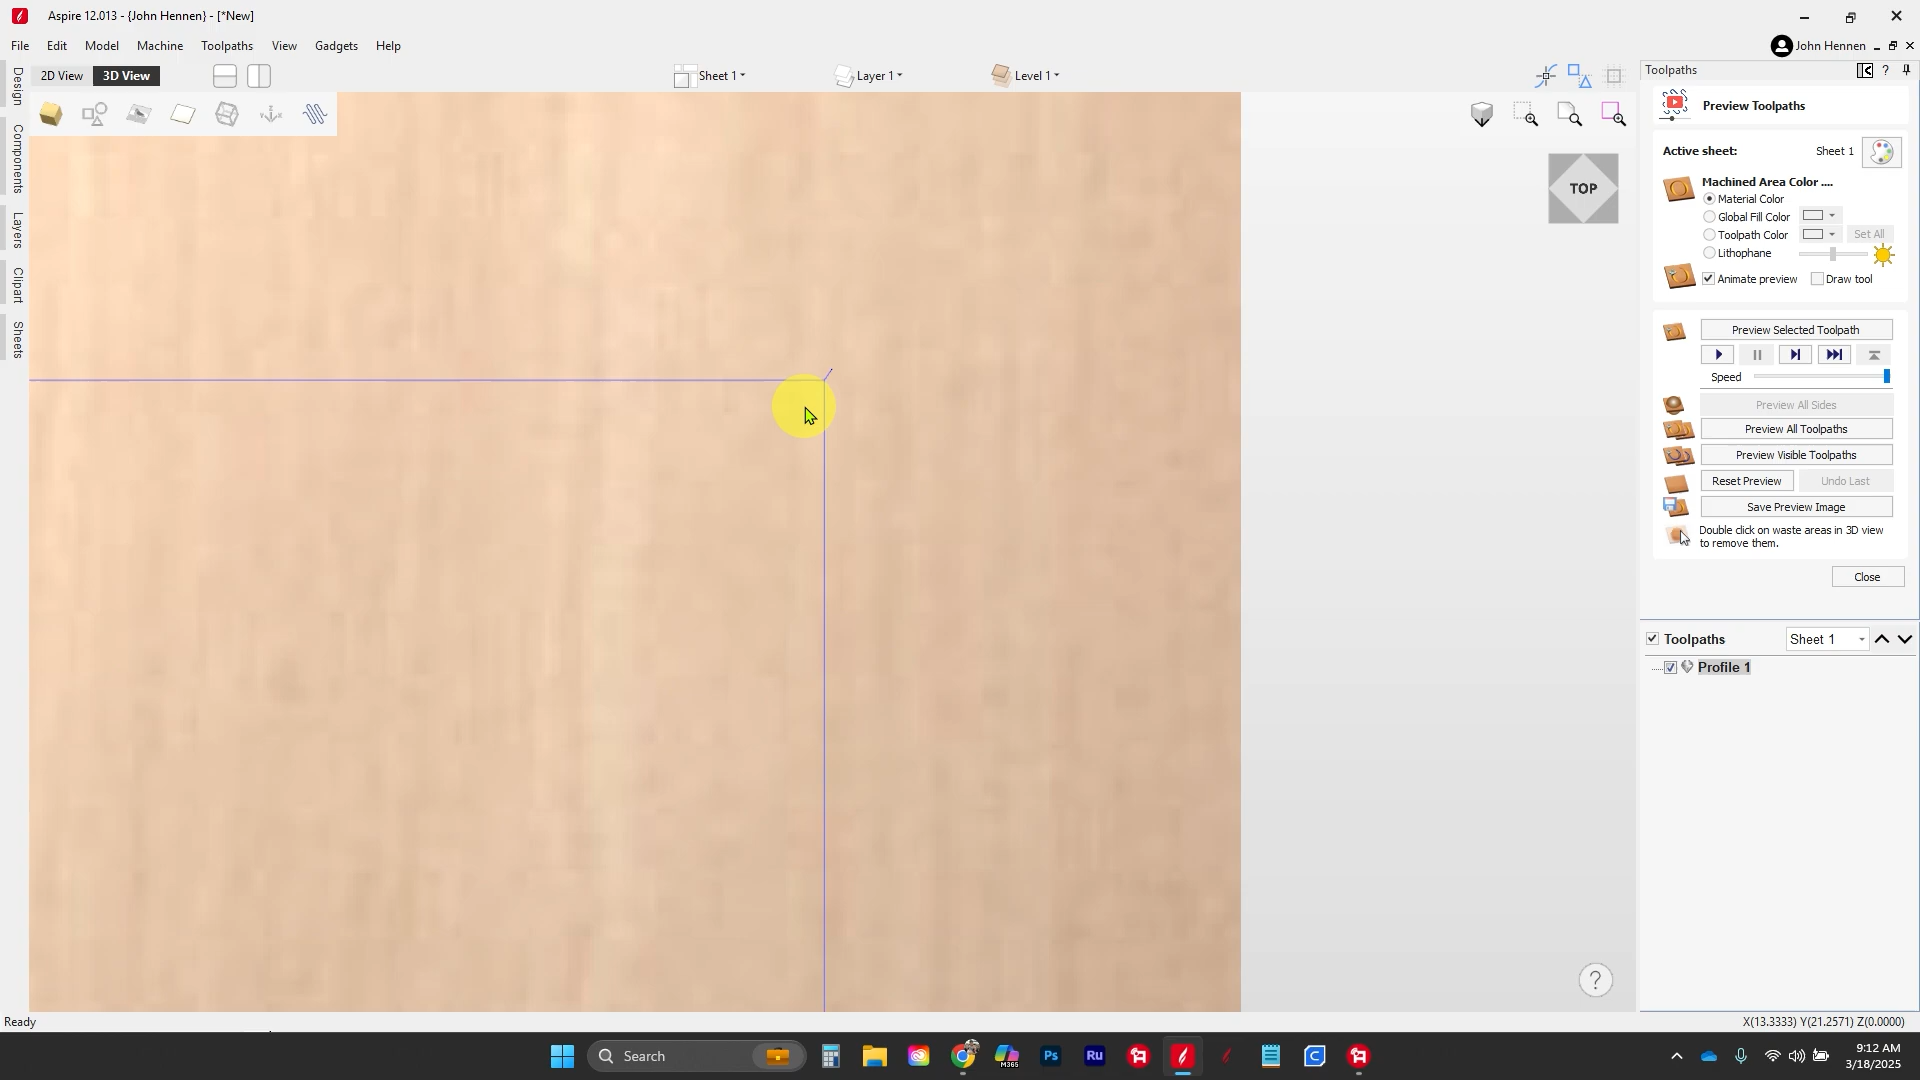 Aspire 12.013 - {John Hennen} - [*New]
File Edit Model Machine Toolpaths View Gadgets Help
John Hennen
2D View 3D View Sheet 1 Layer 1 Level 1
Design
Components
Layers
Clipart
Sheets
TOP
Toolpaths
Preview Toolpaths
Active sheet: Sheet 1
Machined Area Color ....
Material Color
Global Fill Color
Toolpath Color Set All
Lithophane
Animate preview Draw tool
Preview Selected Toolpath
Speed
Preview All Sides
Preview All Toolpaths
Preview Visible Toolpaths
Reset Preview Undo Last
Save Preview Image
Double click on waste areas in 3D view
to remove them.
Close
Toolpaths Sheet 1
Profile 1
?
Ready
X(13.3333) Y(21.2571) Z(0.0000)
Search
M365
Ps
Ru
9:12 AM
3/18/2025